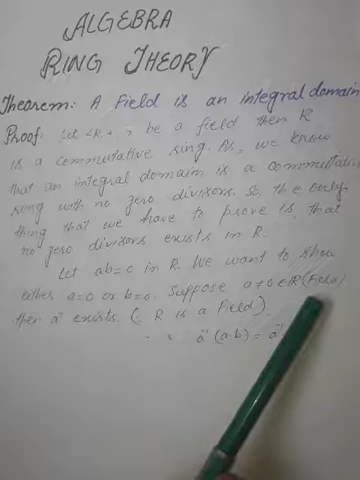 ALGEBRA
RING THEORY
Theorem: A Field is an integral domain
Proof: Let <R, +, .> be a field then R
is a commutative ring. As, we know
that an integral domain is a commutative
ring with no zero divisors. So, the only
thing that we have to prove is, that
no zero divisors exists in R.
Let ab=0 in R. We want to show
either a=0 or b=0. Suppose a≠0 ∈ R (Field)
then a⁻¹ exists. (∵ R is a Field)
∴ a⁻¹ (a.b) = a⁻¹